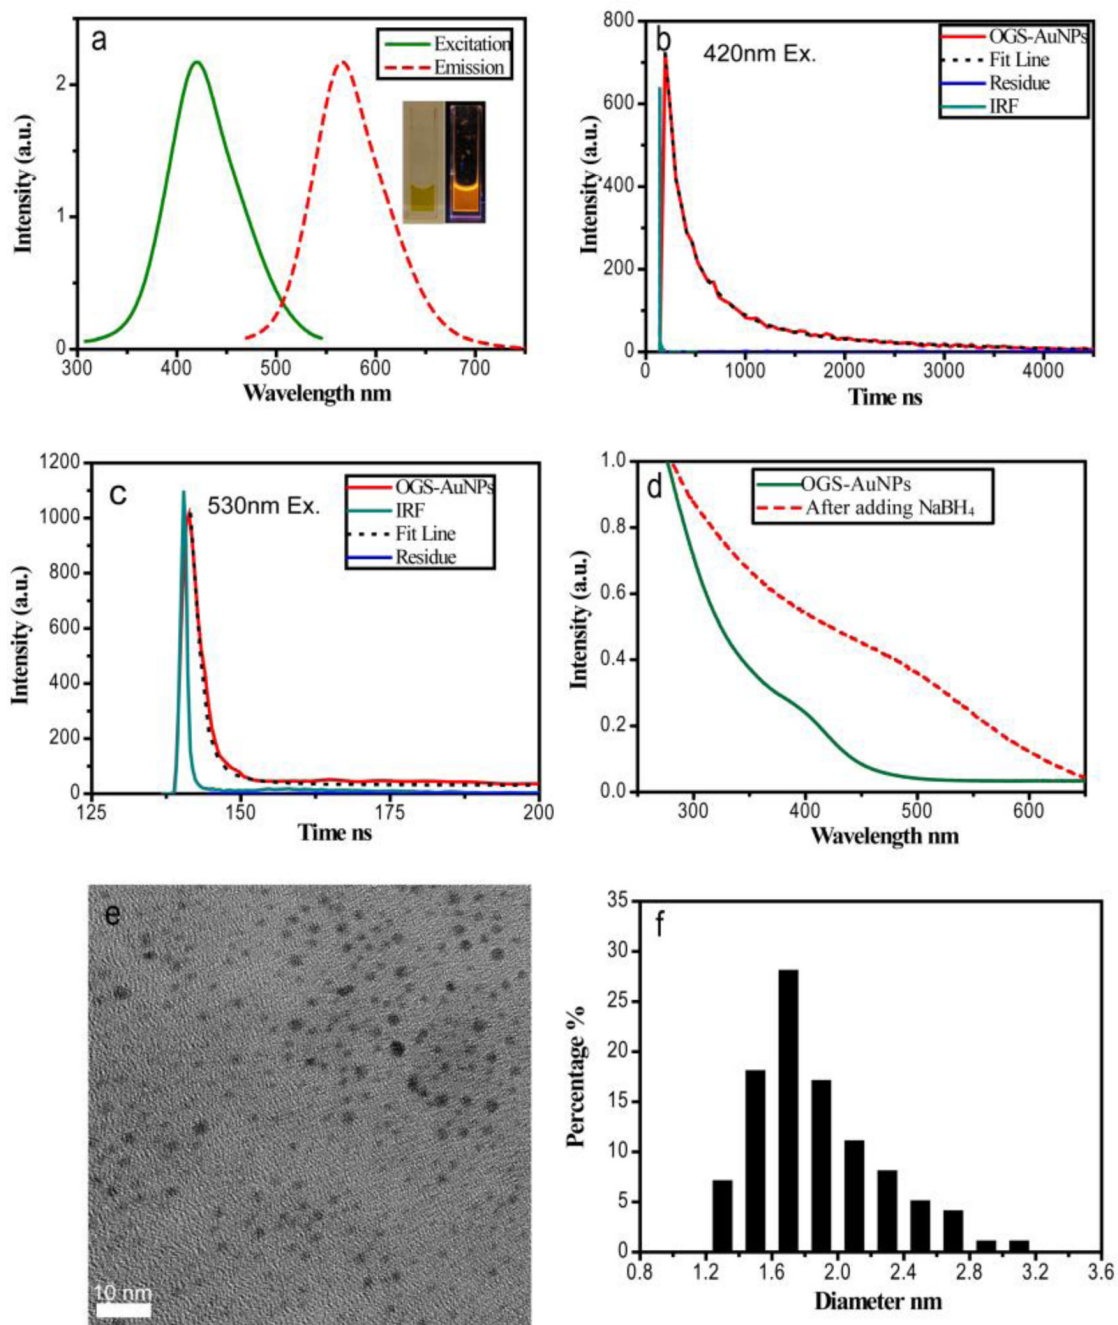 a
Excitation
Emission
Intensity (a.u.)
2
1
0
300 400 500 600 700
Wavelength nm
b
420nm Ex.
OGS-AuNPs
Fit Line
Residue
IRF
Intensity (a.u.)
800
600
400
200
0
0 1000 2000 3000 4000
Time ns
c
530nm Ex.
OGS-AuNPs
IRF
Fit Line
Residue
Intensity (a.u.)
1200
1000
800
600
400
200
0
125 150 175 200
Time ns
d
OGS-AuNPs
After adding NaBH₄
Intensity (a.u.)
1.0
0.8
0.6
0.4
0.2
0.0
300 400 500 600
Wavelength nm
e
10 nm
f
Percentage %
35
30
25
20
15
10
5
0
0.8 1.2 1.6 2.0 2.4 2.8 3.2 3.6
Diameter nm